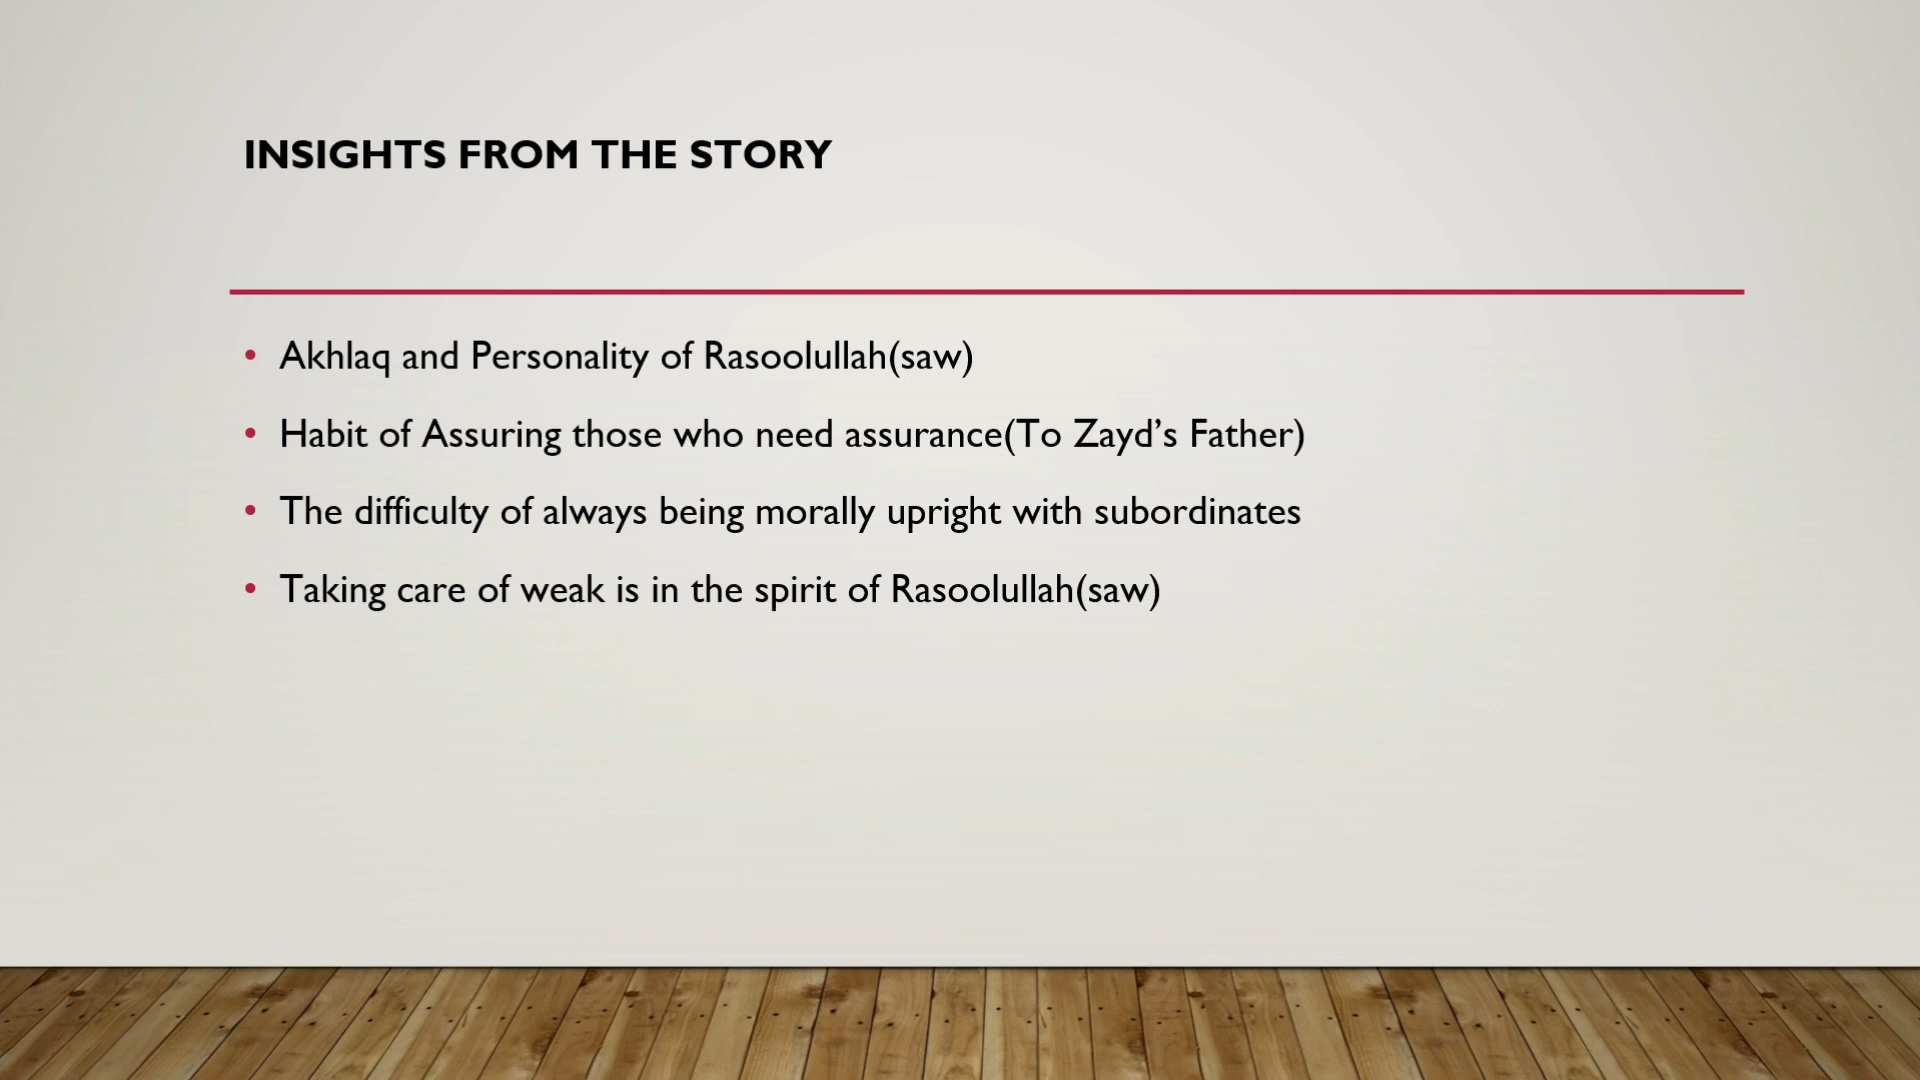 INSIGHTS FROM THE STORY
• Akhlaq and Personality of Rasoolullah(saw)
• Habit of Assuring those who need assurance(To Zayd’s Father)
• The difficulty of always being morally upright with subordinates
• Taking care of weak is in the spirit of Rasoolullah(saw)